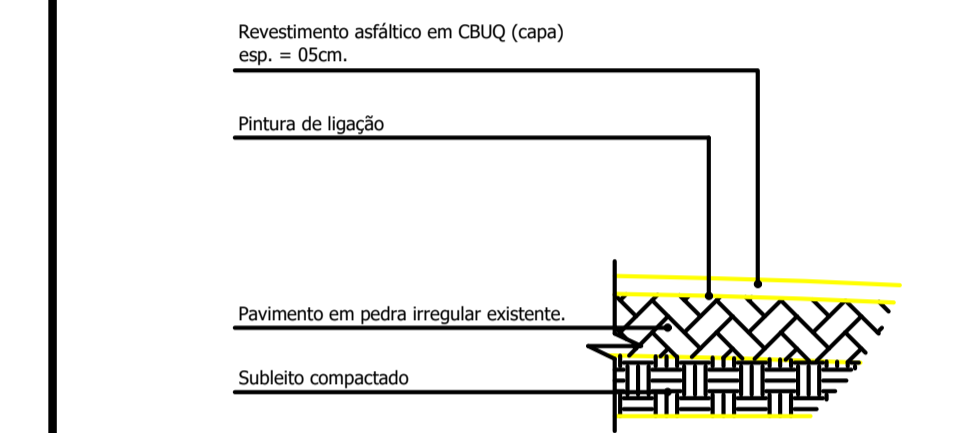 Revestimento asfáltico em CBUQ (capa)
esp. = 05cm.
Pintura de ligação
Pavimento em pedra irregular existente.
Subleito compactado